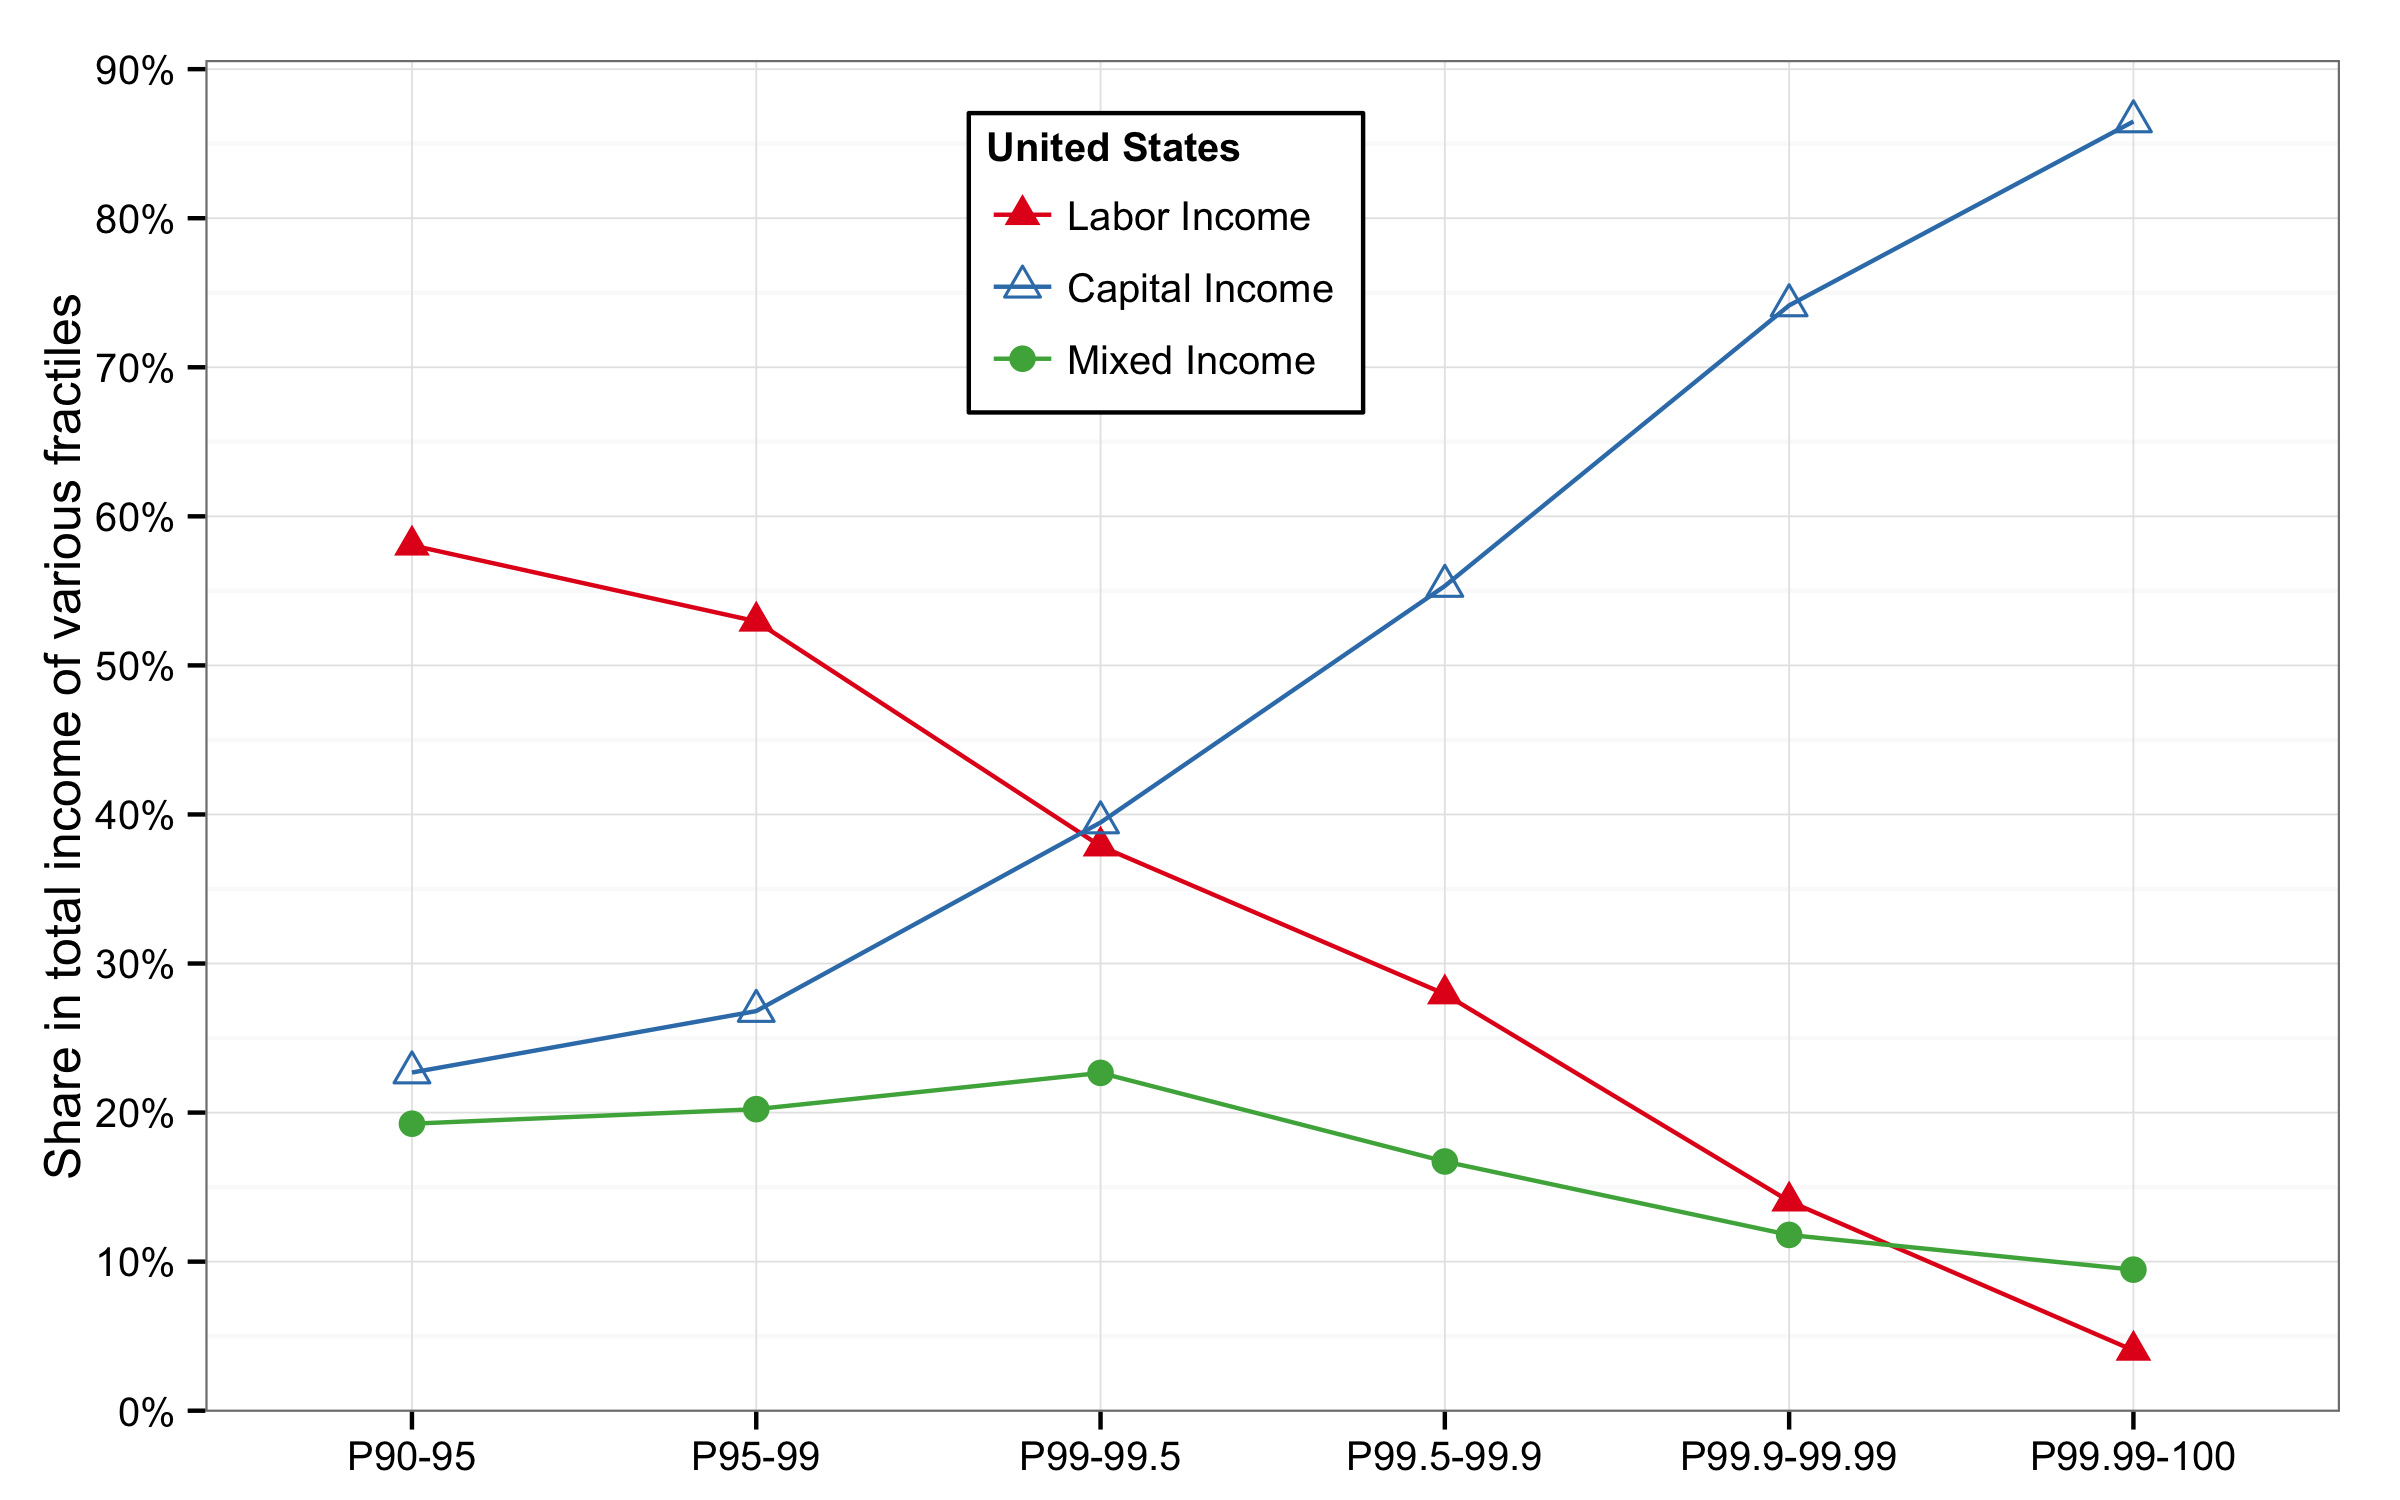 Share in total income of various fractiles
90%
80%
70%
60%
50%
40%
30%
20%
10%
0%
United States
Labor Income
Capital Income
Mixed Income
P90-95
P95-99
P99-99.5
P99.5-99.9
P99.9-99.99
P99.99-100